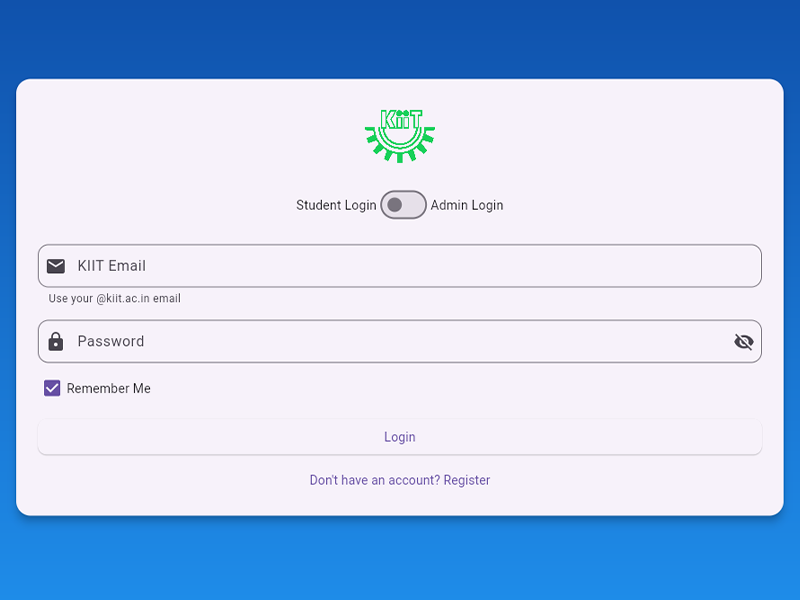 KiiT
Student Login Admin Login
KIIT Email
Use your @kiit.ac.in email
Password
Remember Me
Login
Don't have an account? Register